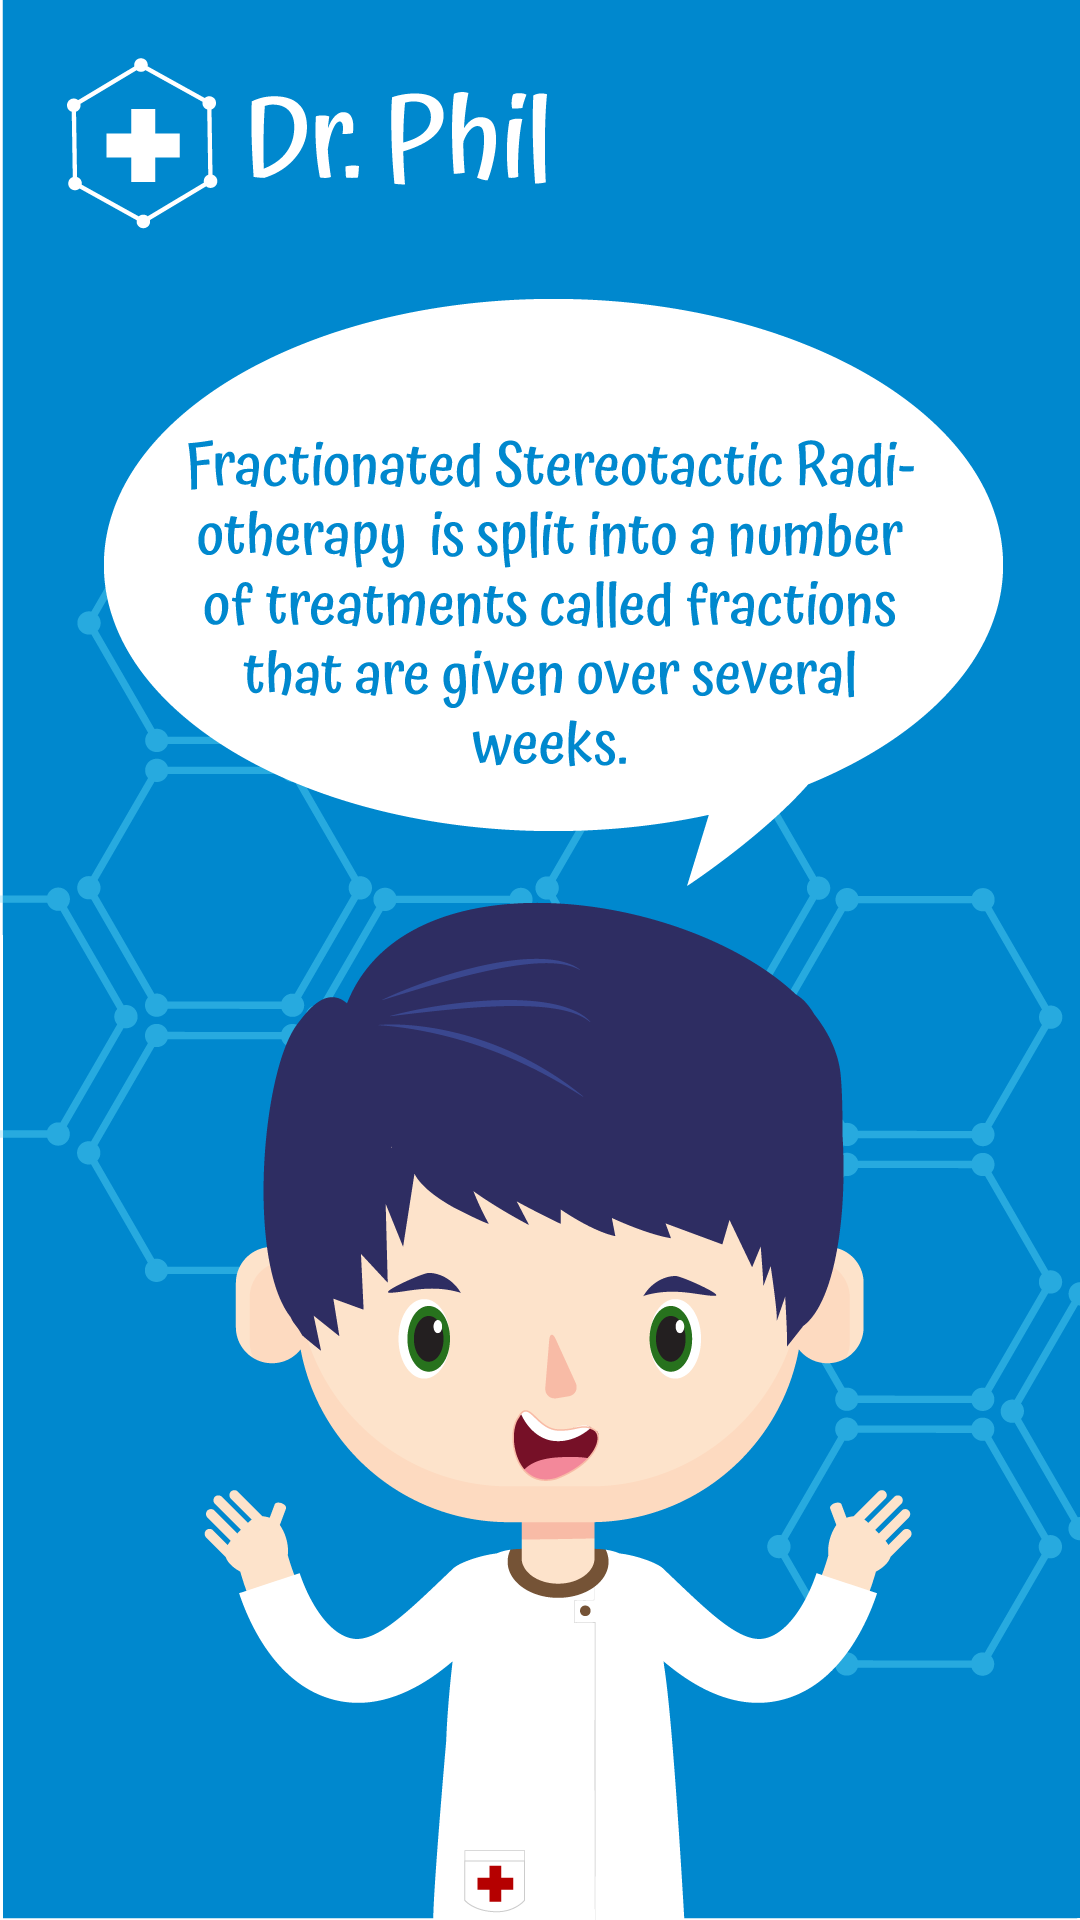 Dr. Phil
Fractionated Stereotactic Radi-
otherapy  is split into a number
of treatments called fractions
that are given over several
weeks.